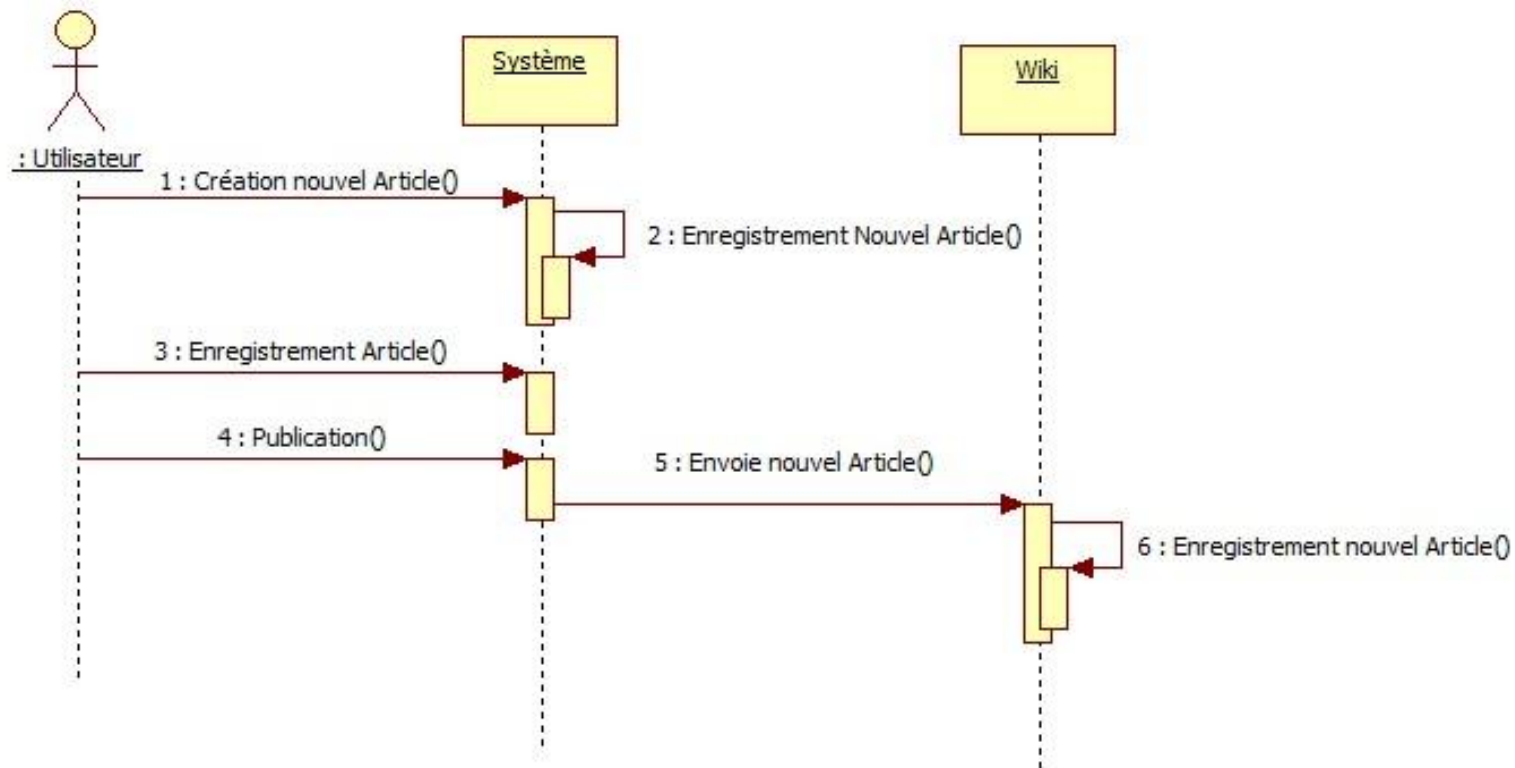 Système
Wiki
: Utilisateur
1 : Création nouvel Article()
2 : Enregistrement Nouvel Article()
3 : Enregistrement Article()
4 : Publication()
5 : Envoie nouvel Article()
6 : Enregistrement nouvel Article()